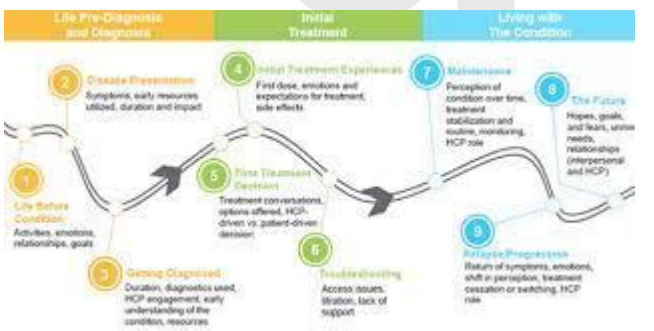 Life Pre-Diagnosis
and Diagnosis
Initial
Treatment
Living with
The Condition
1
Life Before
Condition
Activities, emotions,
relationships, goals
2
Disease Presentation
Symptoms, early resources
utilized, duration and impact
3
Getting Diagnosed
Duration, diagnostics used,
HCP engagement, early
understanding of the
condition, resources
4
Initial Treatment Experiences
First dose, emotions and
expectations for treatment,
side effects
5
First Treatment
Decision
Treatment conversations,
options offered, HCP-
driven vs. patient-driven
decision
6
Troubleshooting
Access issues,
titration, lack of
support
7
Maintenance
Perception of
condition over time,
treatment
stabilization and
routine, monitoring,
HCP role
8
The Future
Hopes, goals,
and fears, unmet
needs,
relationships
(interpersonal
and HCP)
9
Relapse/Progression
Return of symptoms, emotions,
shift in perception, treatment
cessation or switching, HCP
role